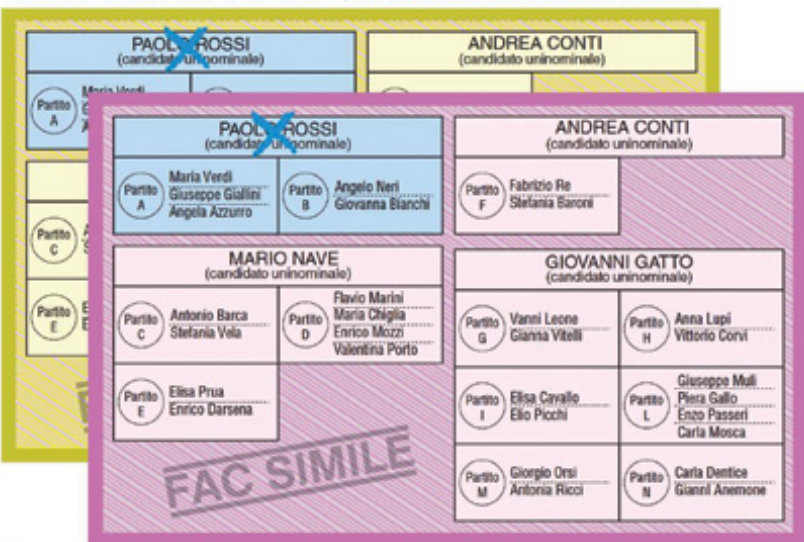 PAOLO ROSSI
(candidato uninominale)
ANDREA CONTI
(candidato uninominale)
Partito
A
Maria Verdi
Partito
C
Partito
E
PAOLO ROSSI
(candidato uninominale)
Partito
A
Maria Verdi
Giuseppe Giallini
Angela Azzurro
Partito
B
Angelo Neri
Giovanna Bianchi
ANDREA CONTI
(candidato uninominale)
Partito
F
Fabrizio Re
Stefania Baroni
MARIO NAVE
(candidato uninominale)
Partito
C
Antonio Barca
Stefania Vela
Partito
D
Flavio Marini
Maria Chiglia
Enrico Mozzi
Valentina Porto
Partito
E
Elisa Prua
Enrico Darsena
GIOVANNI GATTO
(candidato uninominale)
Partito
G
Vanni Leone
Gianna Vitelli
Partito
H
Anna Lupi
Vittorio Corvi
Partito
I
Elisa Cavallo
Elio Picchi
Partito
L
Giuseppe Muli
Piera Gallo
Enzo Passeri
Carla Mosca
Partito
M
Giorgio Orsi
Antonia Ricci
Partito
N
Carla Dentice
Gianni Anemone
FAC SIMILE